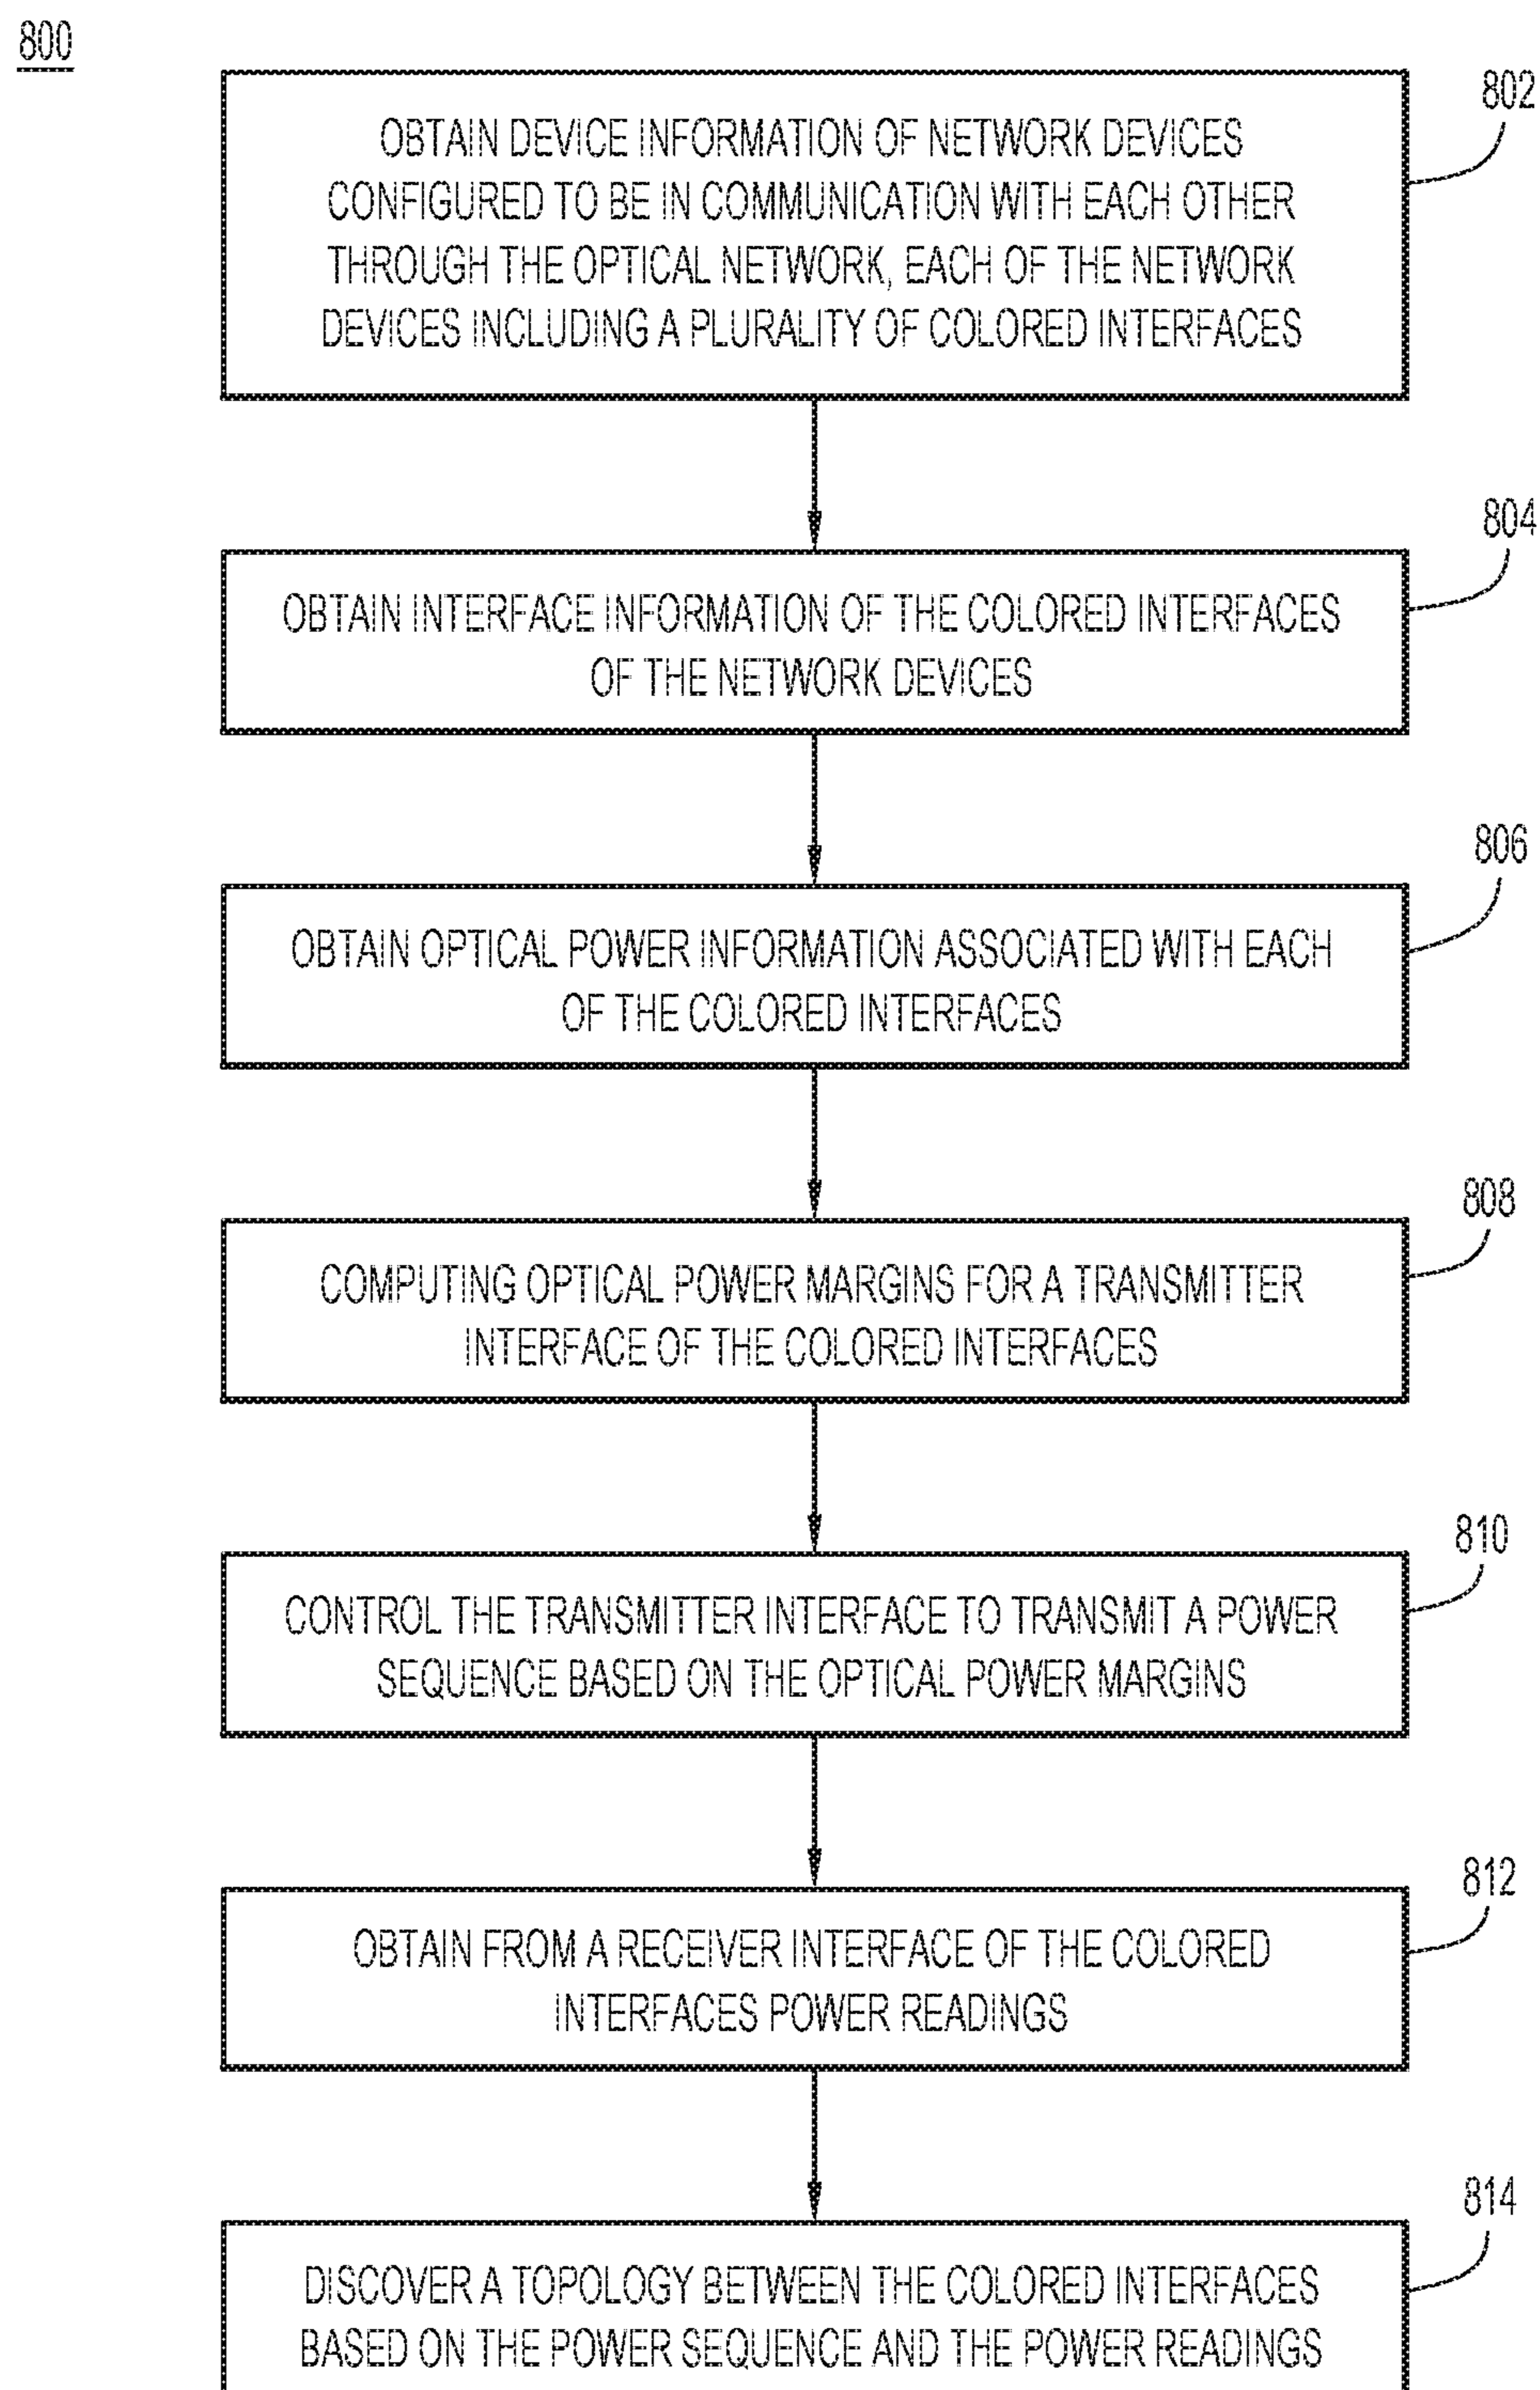 800
802
OBTAIN DEVICE INFORMATION OF NETWORK DEVICES
CONFIGURED TO BE IN COMMUNICATION WITH EACH OTHER
THROUGH THE OPTICAL NETWORK, EACH OF THE NETWORK
DEVICES INCLUDING A PLURALITY OF COLORED INTERFACES
804
OBTAIN INTERFACE INFORMATION OF THE COLORED INTERFACES
OF THE NETWORK DEVICES
806
OBTAIN OPTICAL POWER INFORMATION ASSOCIATED WITH EACH
OF THE COLORED INTERFACES
808
COMPUTING OPTICAL POWER MARGINS FOR A TRANSMITTER
INTERFACE OF THE COLORED INTERFACES
810
CONTROL THE TRANSMITTER INTERFACE TO TRANSMIT A POWER
SEQUENCE BASED ON THE OPTICAL POWER MARGINS
812
OBTAIN FROM A RECEIVER INTERFACE OF THE COLORED
INTERFACES POWER READINGS
814
DISCOVER A TOPOLOGY BETWEEN THE COLORED INTERFACES
BASED ON THE POWER SEQUENCE AND THE POWER READINGS